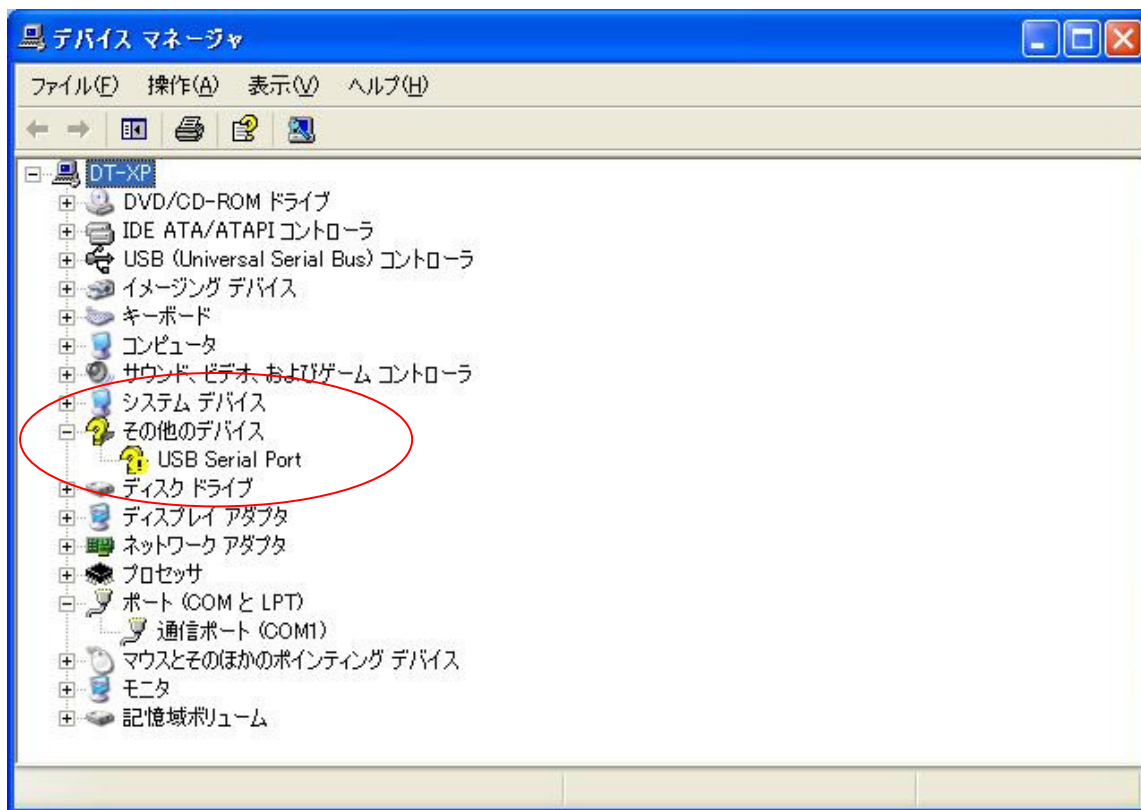 デバイス マネージャ
ファイル(F) 操作(A) 表示(V) ヘルプ(H)
DT-XP
DVD/CD-ROM ドライブ
IDE ATA/ATAPI コントローラ
USB (Universal Serial Bus) コントローラ
イメージング デバイス
キーボード
コンピュータ
サウンド、ビデオ、およびゲーム コントローラ
システム デバイス
その他のデバイス
USB Serial Port
ディスク ドライブ
ディスプレイ アダプタ
ネットワーク アダプタ
プロセッサ
ポート (COM と LPT)
通信ポート (COM1)
マウスとそのほかのポインティング デバイス
モニタ
記憶域ボリューム